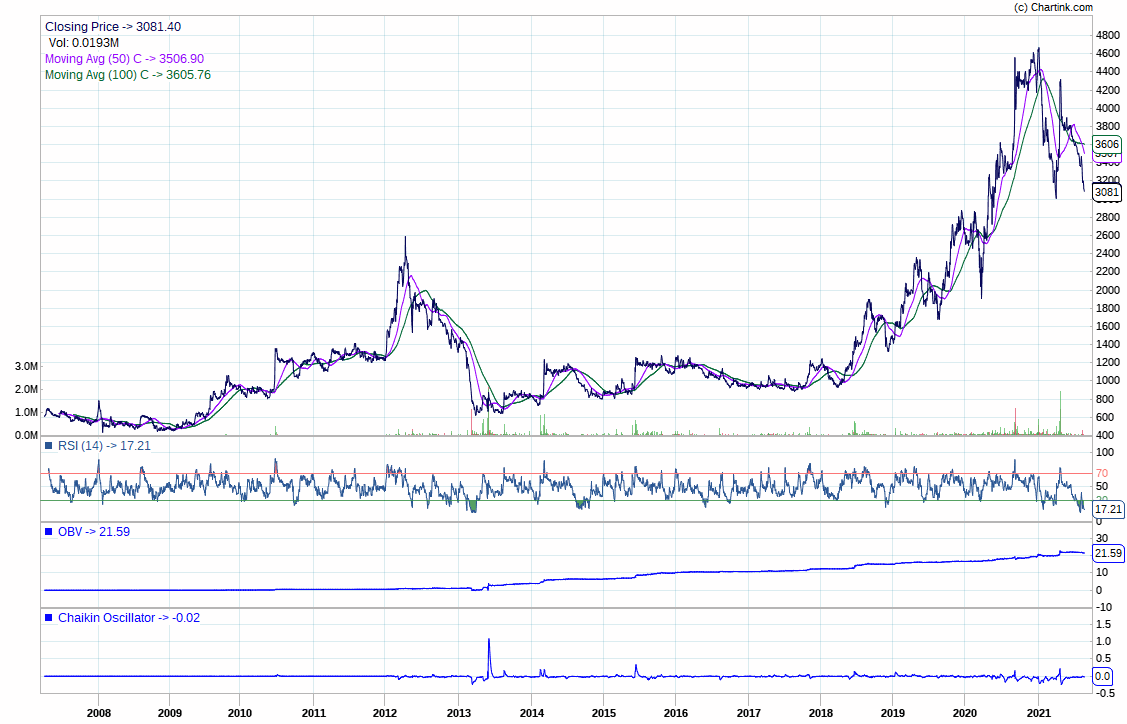 (c) Chartink.com
Closing Price -> 3081.40
Vol: 0.0193M
Moving Avg (50) C -> 3506.90
Moving Avg (100) C -> 3605.76
4800
4600
4400
4200
4000
3800
3606
3400
3200
3081
2800
2600
2400
2200
2000
1800
1600
1400
1200
1000
800
600
400
3.0M
2.0M
1.0M
0.0M
RSI (14) -> 17.21
100
70
50
17.21
0
OBV -> 21.59
30
21.59
10
0
-10
Chaikin Oscillator -> -0.02
1.5
1.0
0.5
0.0
-0.5
2008 2009 2010 2011 2012 2013 2014 2015 2016 2017 2018 2019 2020 2021